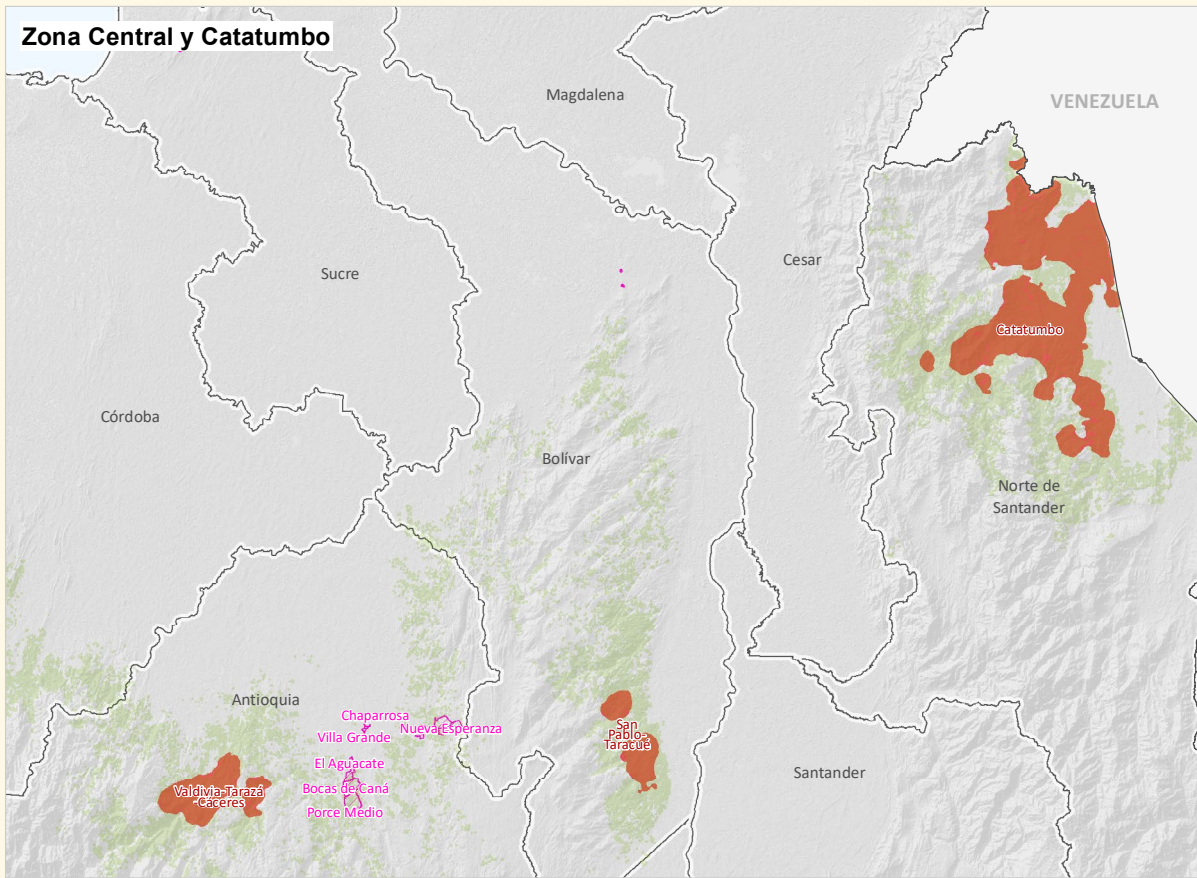 Zona Central y Catatumbo
Magdalena
VENEZUELA
Cesar
Sucre
Catatumbo
Córdoba
Bolívar
Norte de
Santander
Antioquia
Chaparrosa
Nueva Esperanza
Villa Grande
San
Pablo-
Taracué
El Aguacate
Santander
Valdivia-Tarazá
-Cáceres
Bocas de Caná
Porce Medio